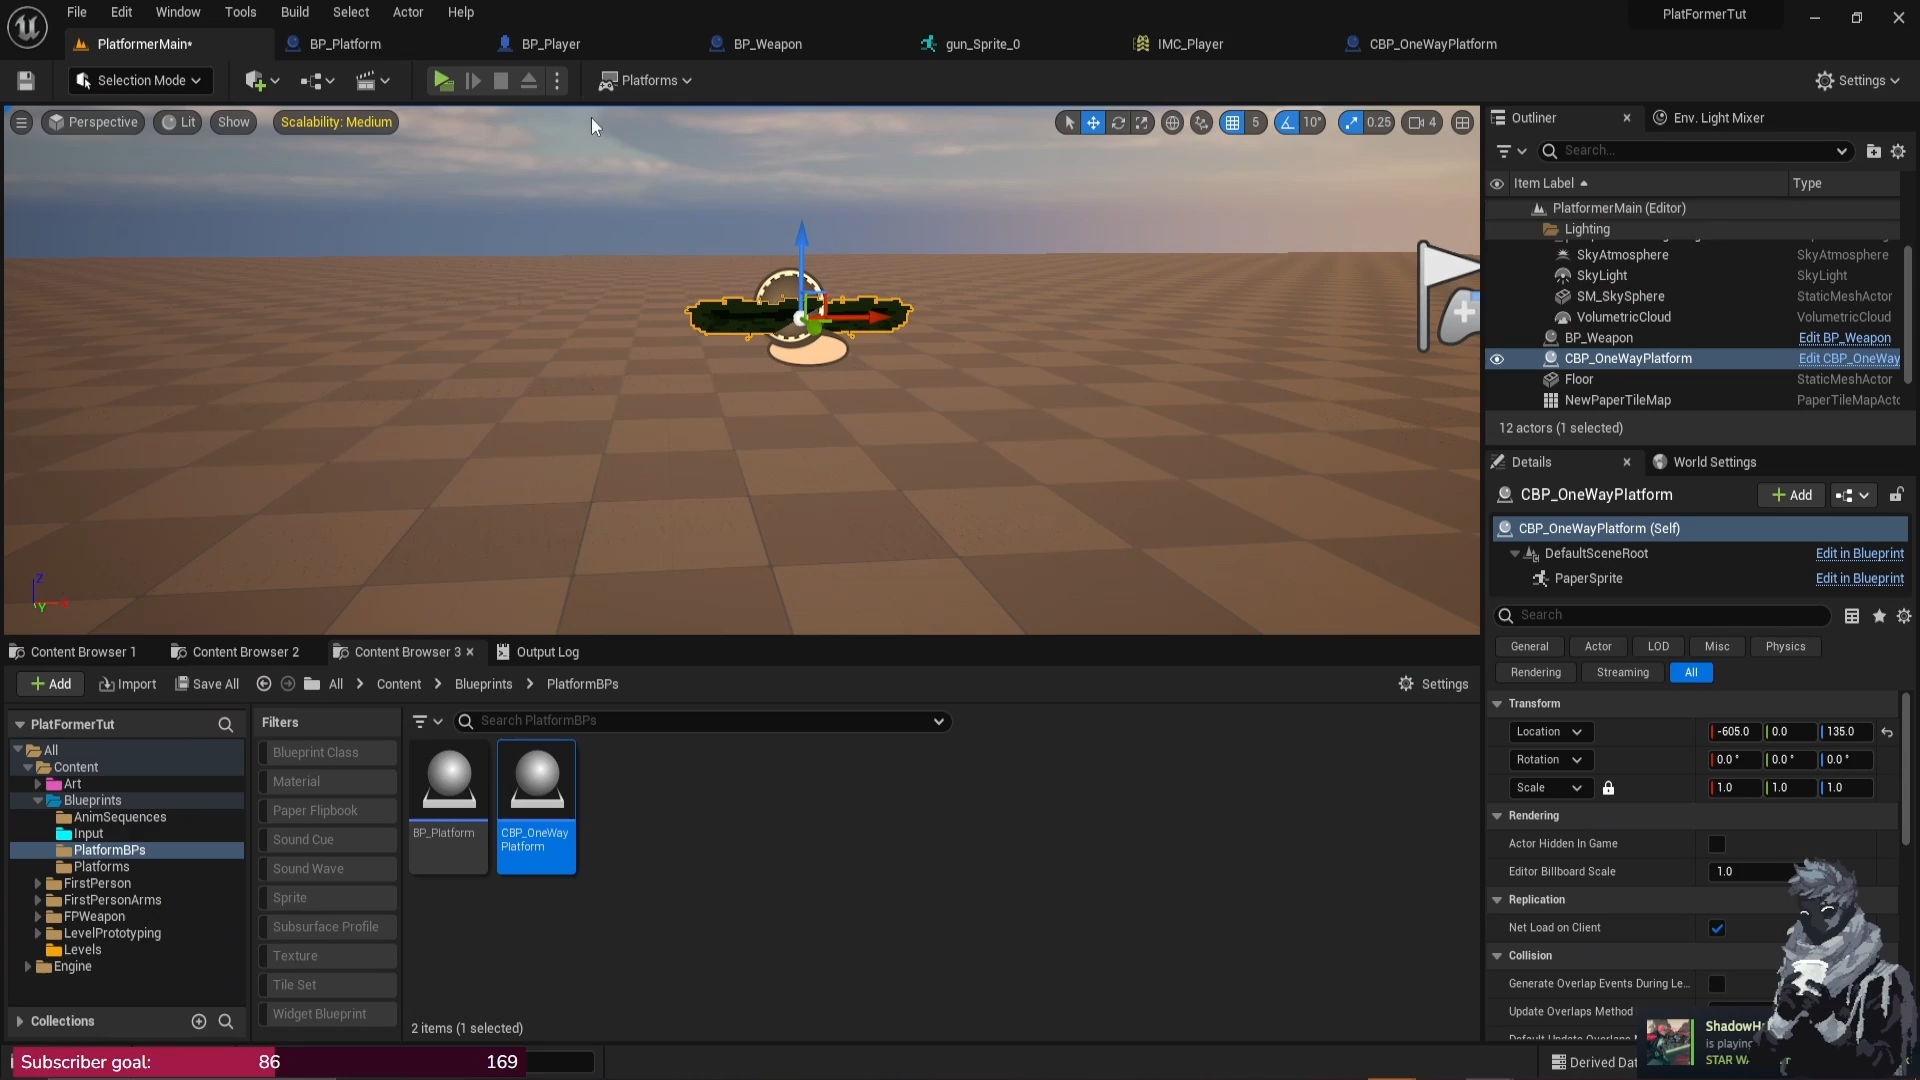 File Edit Window Tools Build Select Actor Help
PlatFormerTut
PlatformerMain* BP_Platform BP_Player BP_Weapon gun_Sprite_0 IMC_Player CBP_OneWayPlatform
Selection Mode Platforms Settings
Perspective Lit Show Scalability: Medium 5 10° 0.25 4
Z
Y
Outliner Env. Light Mixer
Search...
Item Label Type
PlatformerMain (Editor)
Lighting
SkyAtmosphere SkyAtmosphere
SkyLight SkyLight
SM_SkySphere StaticMeshActor
VolumetricCloud VolumetricCloud
BP_Weapon Edit BP_Weapon
CBP_OneWayPlatform Edit CBP_OneWay
Floor StaticMeshActor
NewPaperTileMap PaperTileMapActo
12 actors (1 selected)
Details World Settings
CBP_OneWayPlatform Add
CBP_OneWayPlatform (Self)
DefaultSceneRoot Edit in Blueprint
PaperSprite Edit in Blueprint
Search
General Actor LOD Misc Physics
Rendering Streaming All
Transform
Location -605.0 0.0 135.0
Rotation 0.0 ° 0.0 ° 0.0 °
Scale 1.0 1.0 1.0
Rendering
Actor Hidden In Game
Editor Billboard Scale 1.0
Replication
Net Load on Client
Collision
Generate Overlap Events During Le...
Update Overlaps Method
Content Browser 1 Content Browser 2 Content Browser 3 Output Log
Add Import Save All All Content Blueprints PlatformBPs Settings
PlatFormerTut
All
Content
Art
Blueprints
AnimSequences
Input
PlatformBPs
Platforms
FirstPerson
FirstPersonArms
FPWeapon
LevelPrototyping
Levels
Engine
Collections
Filters
Blueprint Class
Material
Paper Flipbook
Sound Cue
Sound Wave
Sprite
Subsurface Profile
Texture
Tile Set
Widget Blueprint
Search PlatformBPs
BP_Platform
CBP_OneWay
Platform
2 items (1 selected)
Subscriber goal: 86 169
Derived Dat
ShadowH
is playing
STAR W